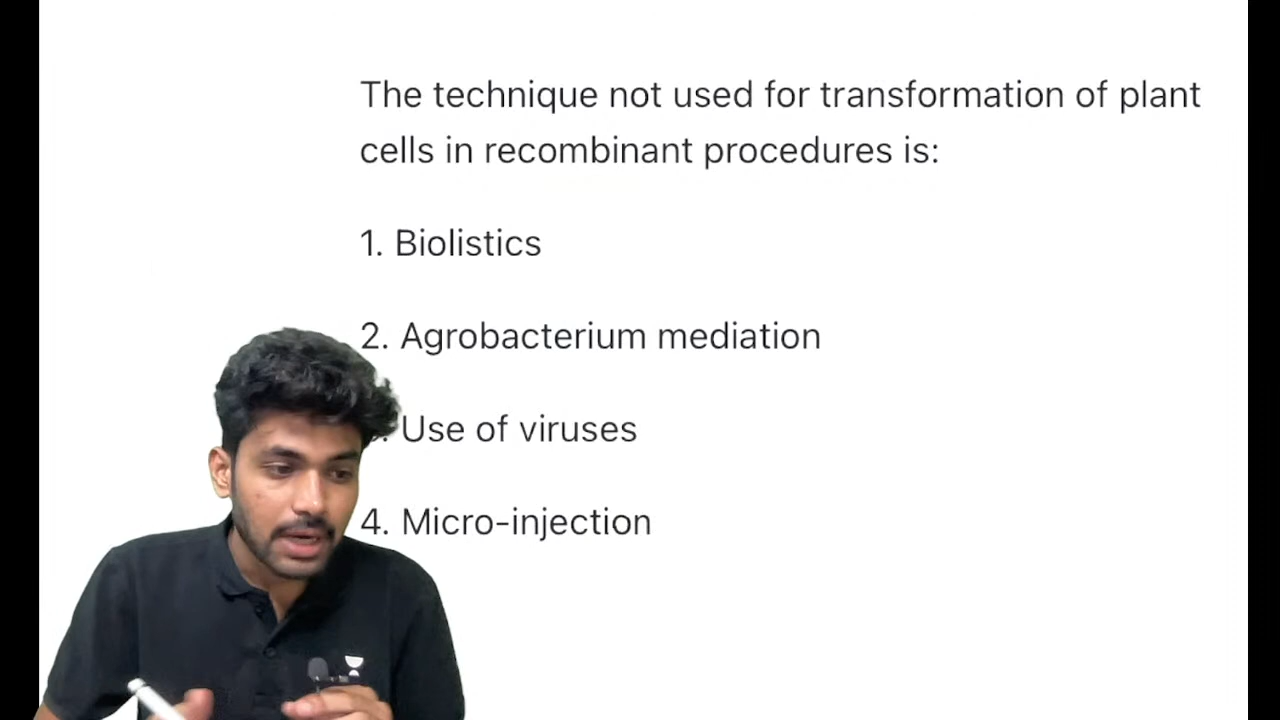 The technique not used for transformation of plant
cells in recombinant procedures is:
1. Biolistics
2. Agrobacterium mediation
. Use of viruses
4. Micro-injection